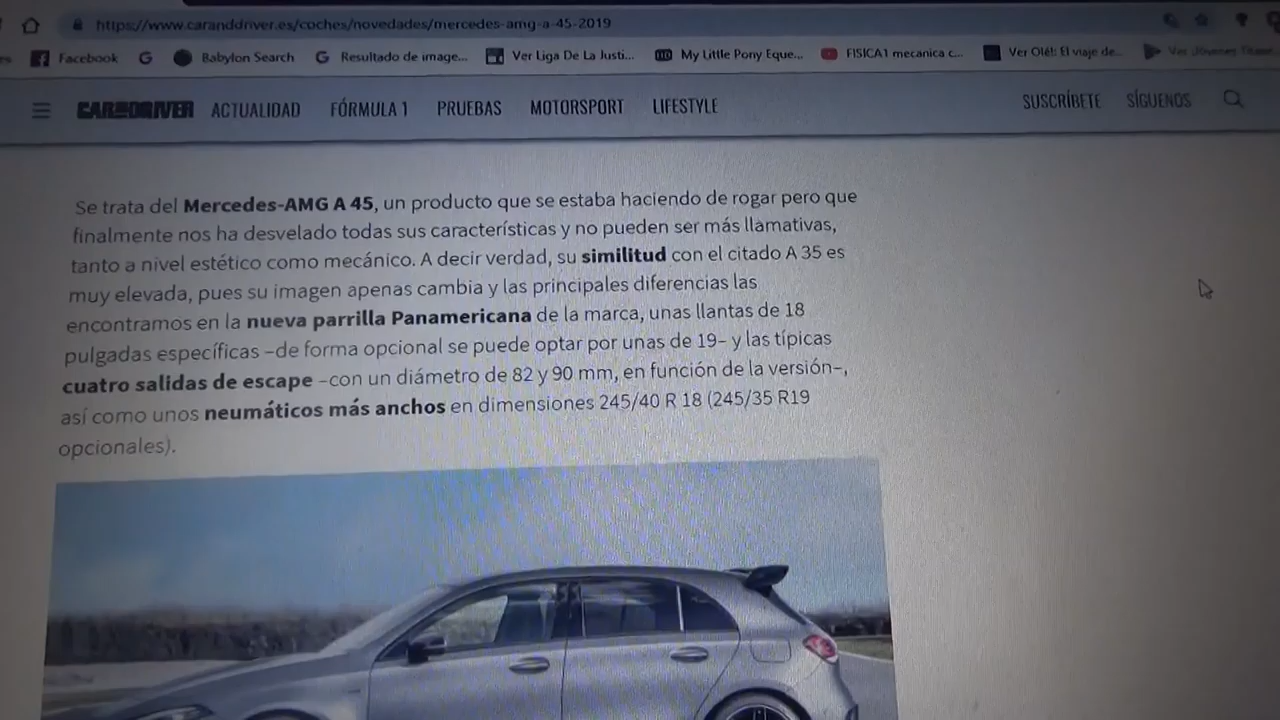 https://www.caranddriver.es/coches/novedades/mercedes-amg-a-45-2019
es Facebook Babylon Search Resultado de image... Ver Liga De La Justi... My Little Pony Eque... FISICA1 mecanica c... Ver Olé!: El viaje de... Ver Jóvenes Titane...
CAR AND DRIVER ACTUALIDAD FÓRMULA 1 PRUEBAS MOTORSPORT LIFESTYLE SUSCRÍBETE SÍGUENOS
Se trata del Mercedes-AMG A 45, un producto que se estaba haciendo de rogar pero que
finalmente nos ha desvelado todas sus características y no pueden ser más llamativas,
tanto a nivel estético como mecánico. A decir verdad, su similitud con el citado A 35 es
muy elevada, pues su imagen apenas cambia y las principales diferencias las
encontramos en la nueva parrilla Panamericana de la marca, unas llantas de 18
pulgadas específicas –de forma opcional se puede optar por unas de 19– y las típicas
cuatro salidas de escape –con un diámetro de 82 y 90 mm, en función de la versión–,
así como unos neumáticos más anchos en dimensiones 245/40 R 18 (245/35 R19
opcionales).